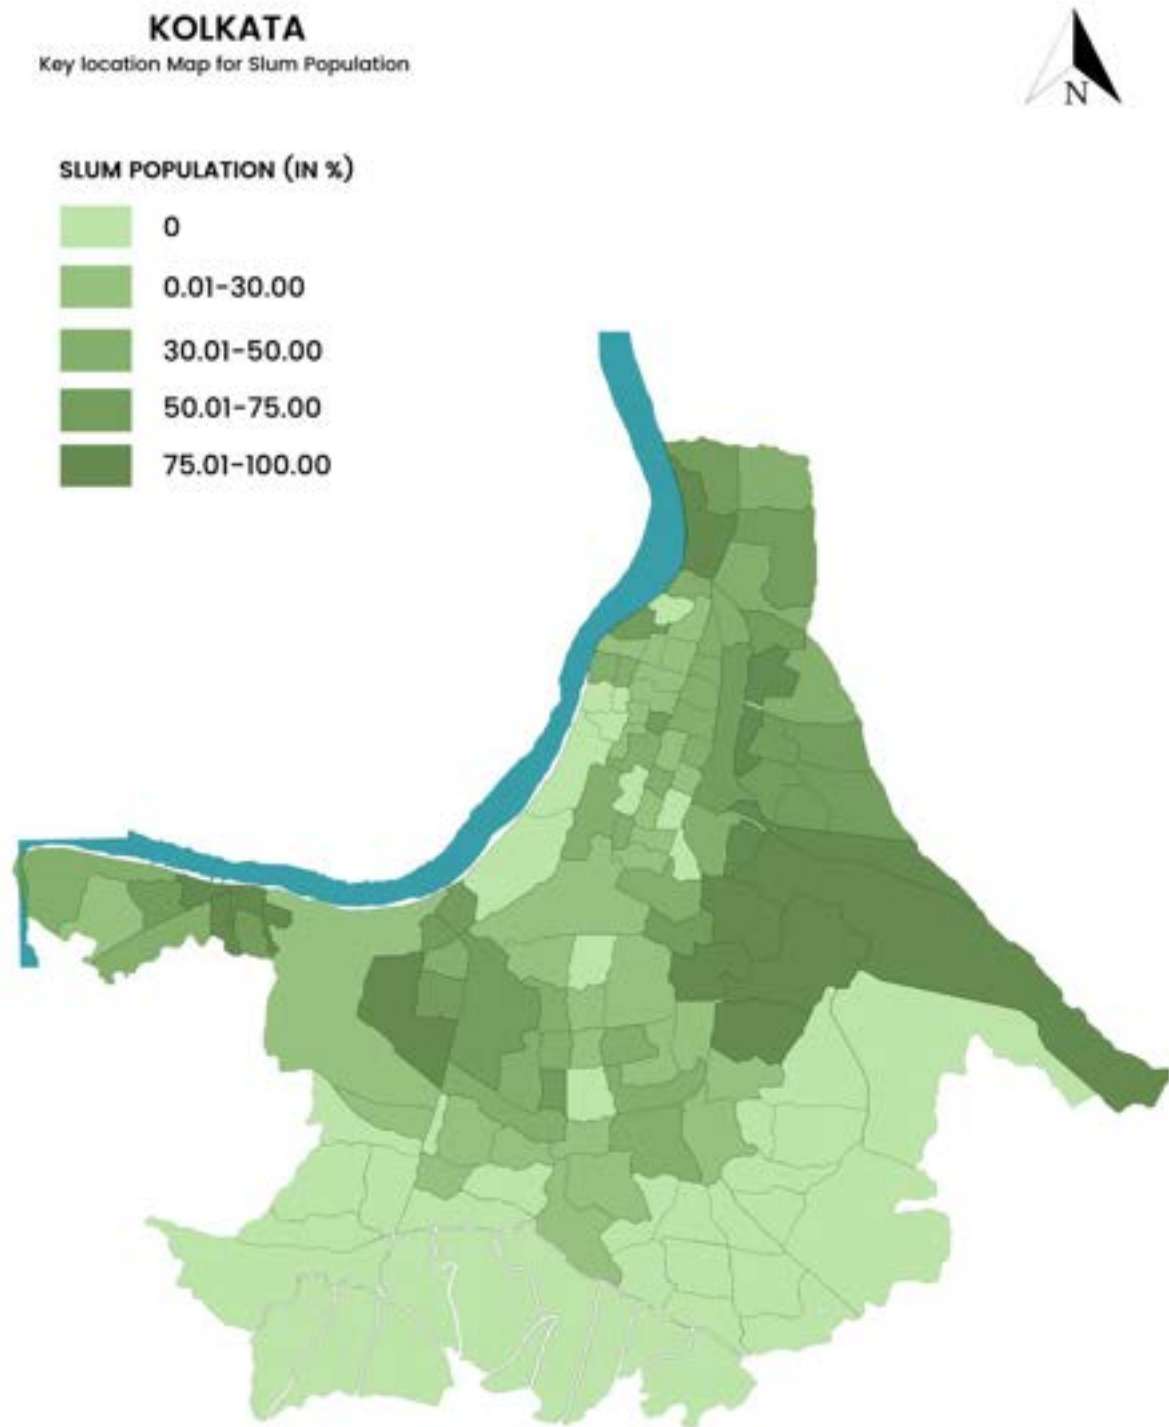 KOLKATA
Key location Map for Slum Population
N
SLUM POPULATION (IN %)
0
0.01-30.00
30.01-50.00
50.01-75.00
75.01-100.00